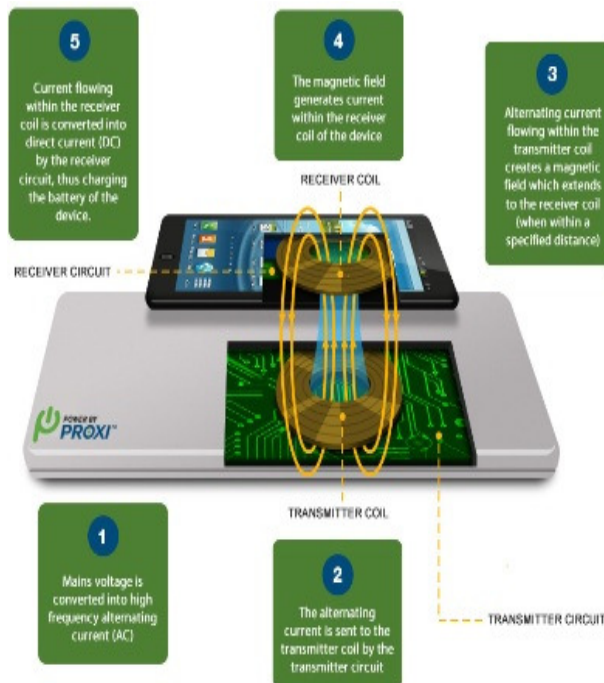 5
Current flowing
within the receiver
coil is converted into
direct current (DC)
by the receiver
circuit, thus charging
the battery of the
device.
4
The magnetic field
generates current
within the receiver
coil of the device
3
Alternating current
flowing within the
transmitter coil
creates a magnetic
field which extends
to the receiver coil
(when within a
specified distance)
RECEIVER COIL
RECEIVER CIRCUIT
POWER BY
PROXI™
TRANSMITTER COIL
1
Mains voltage is
converted into high
frequency alternating
current (AC)
2
The alternating
current is sent to the
transmitter coil by the
transmitter circuit
TRANSMITTER CIRCUIT